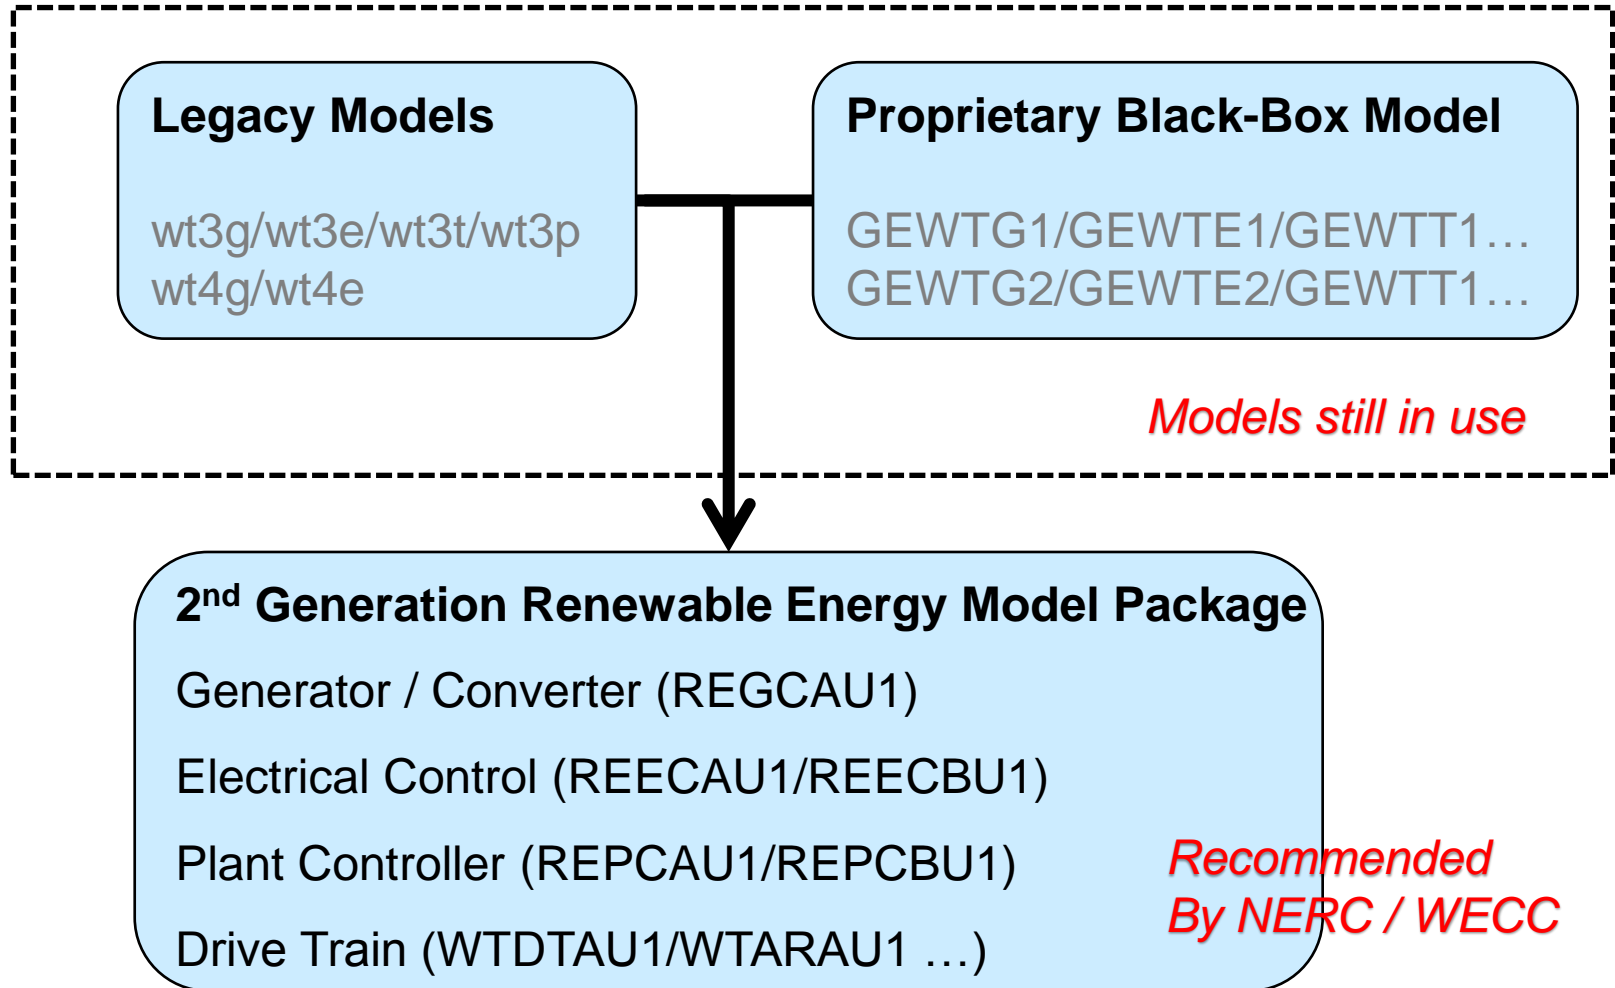 Legacy Models
wt3g/wt3e/wt3t/wt3p
wt4g/wt4e
Proprietary Black-Box Model
GEWTG1/GEWTE1/GEWTT1…
GEWTG2/GEWTE2/GEWTT1…
Models still in use
2nd Generation Renewable Energy Model Package
Generator / Converter (REGCAU1)
Electrical Control (REECAU1/REECBU1)
Plant Controller (REPCAU1/REPCBU1)
Drive Train (WTDTAU1/WTARAU1 …)
Recommended
By NERC / WECC